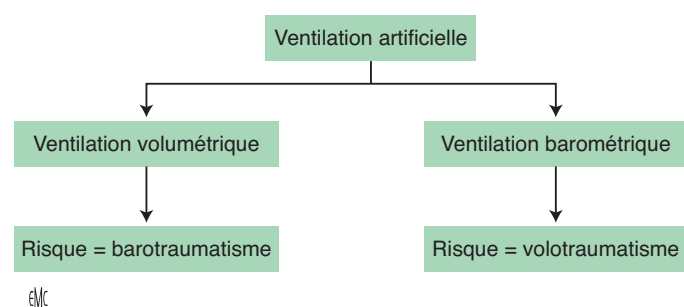 Ventilation artificielle
Ventilation volumétrique
Ventilation barométrique
Risque = barotraumatisme
Risque = volotraumatisme
EMC